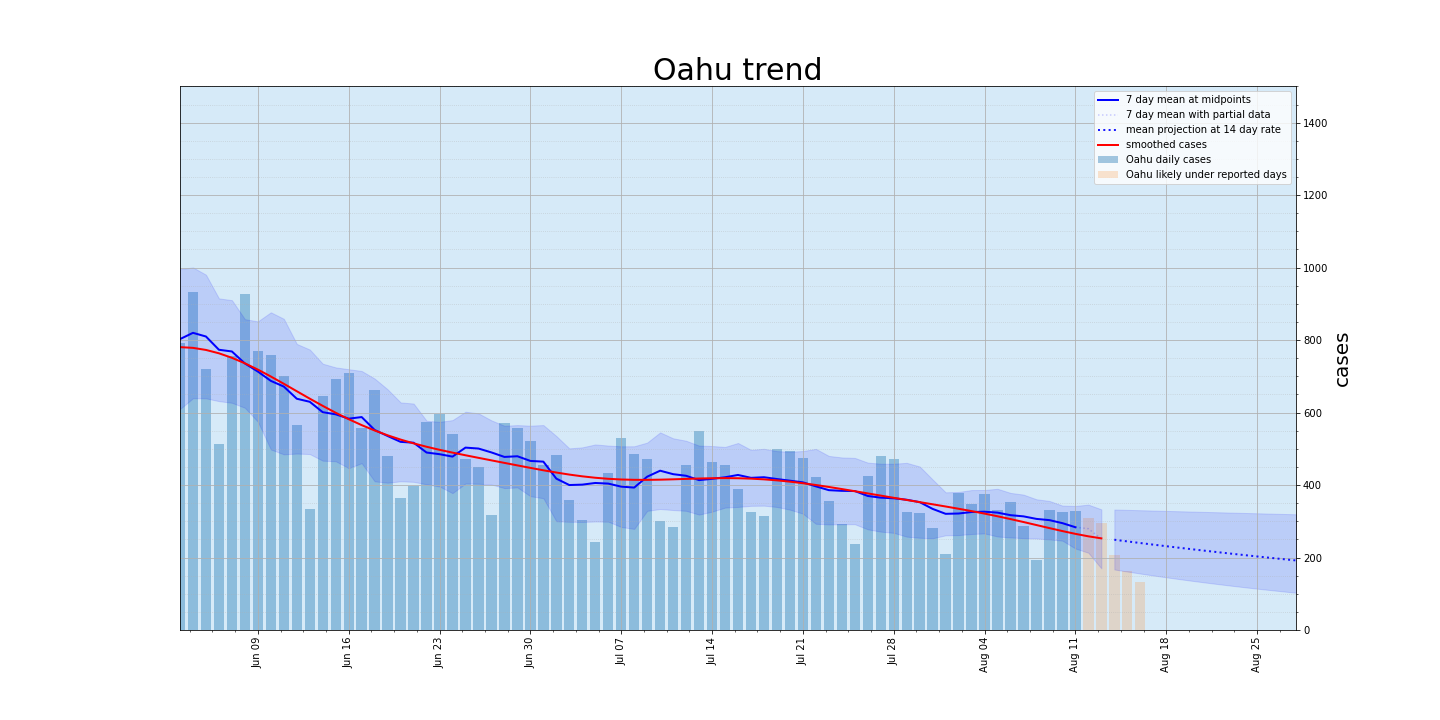 Oahu trend
7 day mean at midpoints
7 day mean with partial data
mean projection at 14 day rate
smoothed cases
Oahu daily cases
Oahu likely under reported days
1400
1200
1000
800
600
400
200
0
cases
Jun 09
Jun 16
Jun 23
Jun 30
Jul 07
Jul 14
Jul 21
Jul 28
Aug 04
Aug 11
Aug 18
Aug 25